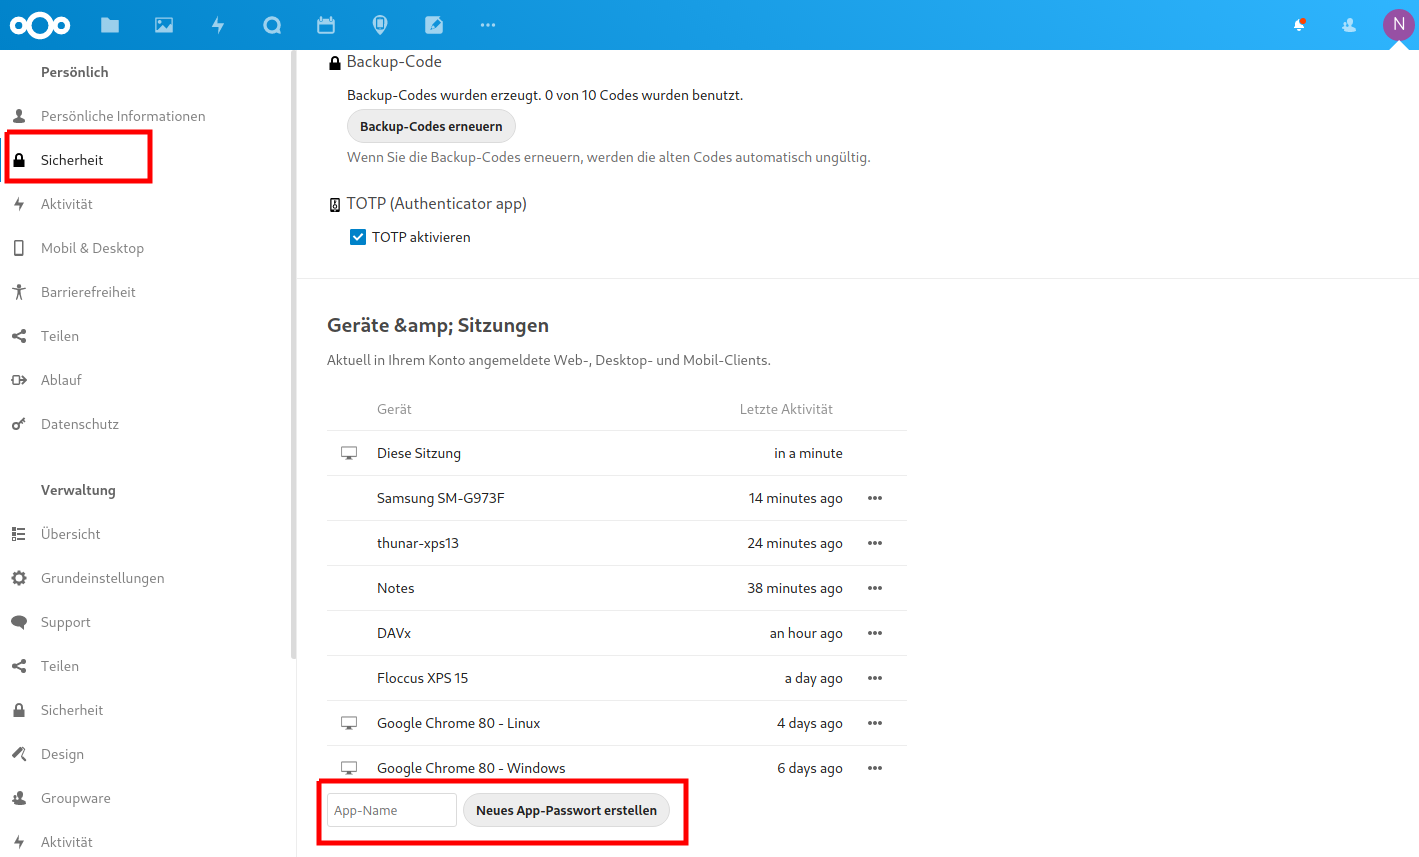 N
Persönlich
Persönliche Informationen
Sicherheit
Aktivität
Mobil & Desktop
Barrierefreiheit
Teilen
Ablauf
Datenschutz
Verwaltung
Übersicht
Grundeinstellungen
Support
Teilen
Sicherheit
Design
Groupware
Aktivität
Backup-Code
Backup-Codes wurden erzeugt. 0 von 10 Codes wurden benutzt.
Backup-Codes erneuern
Wenn Sie die Backup-Codes erneuern, werden die alten Codes automatisch ungültig.
TOTP (Authenticator app)
TOTP aktivieren
Geräte &amp; Sitzungen
Aktuell in Ihrem Konto angemeldete Web-, Desktop- und Mobil-Clients.
Gerät Letzte Aktivität
Diese Sitzung in a minute
Samsung SM-G973F 14 minutes ago
thunar-xps13 24 minutes ago
Notes 38 minutes ago
DAVx an hour ago
Floccus XPS 15 a day ago
Google Chrome 80 - Linux 4 days ago
Google Chrome 80 - Windows 6 days ago
App-Name Neues App-Passwort erstellen